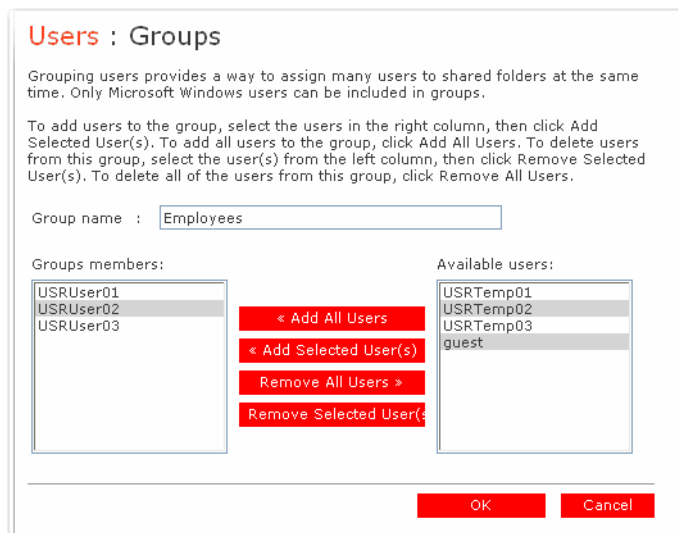 Users : Groups
Grouping users provides a way to assign many users to shared folders at the same
time. Only Microsoft Windows users can be included in groups.
To add users to the group, select the users in the right column, then click Add
Selected User(s). To add all users to the group, click Add All Users. To delete users
from this group, select the user(s) from the left column, then click Remove Selected
User(s). To delete all of the users from this group, click Remove All Users.
Group name : Employees
Groups members:
USRUser01
USRUser02
USRUser03
« Add All Users
« Add Selected User(s)
Remove All Users »
Remove Selected User(s
Available users:
USRTemp01
USRTemp02
USRTemp03
guest
OK
Cancel